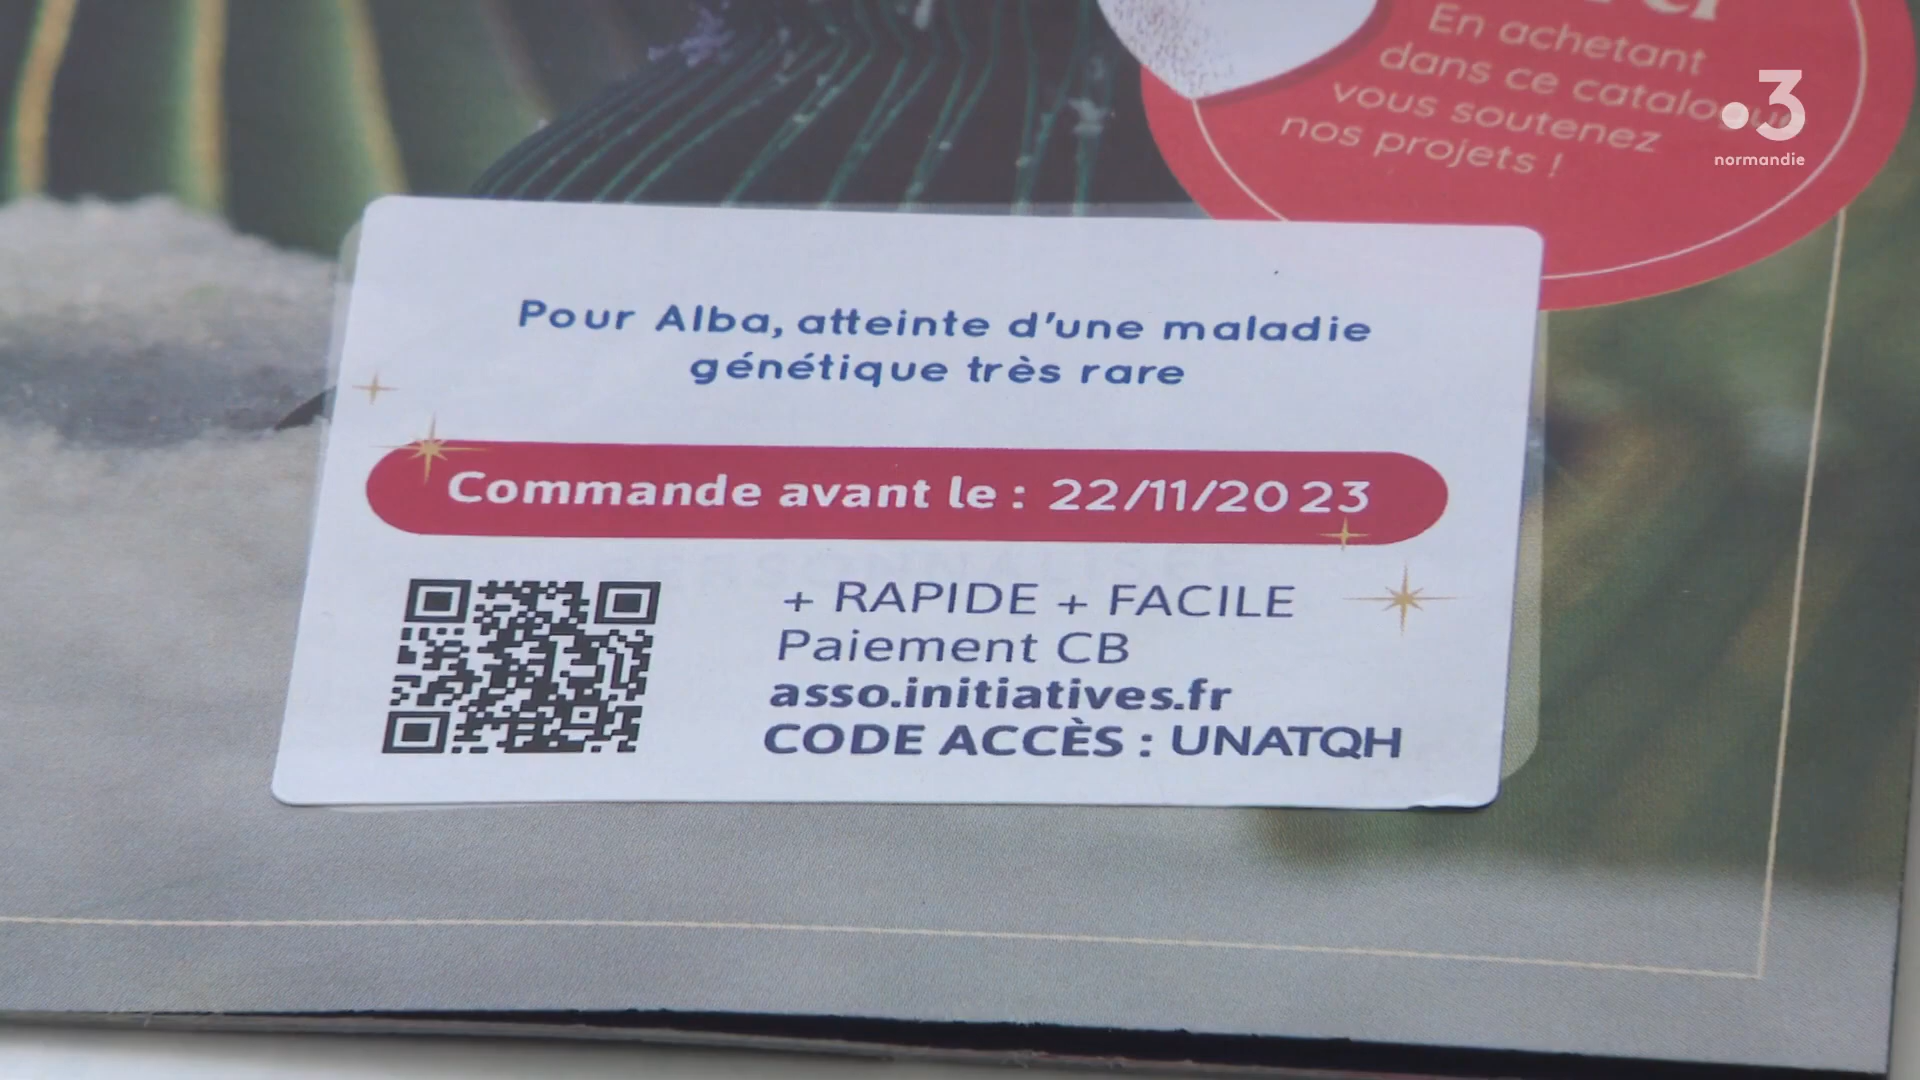 En achetant
dans ce catalogue
vous soutenez
nos projets !
3
normandie
Pour Alba, atteinte d'une maladie
génétique très rare
Commande avant le : 22/11/2023
+ RAPIDE + FACILE
Paiement CB
asso.initiatives.fr
CODE ACCÈS : UNATQH